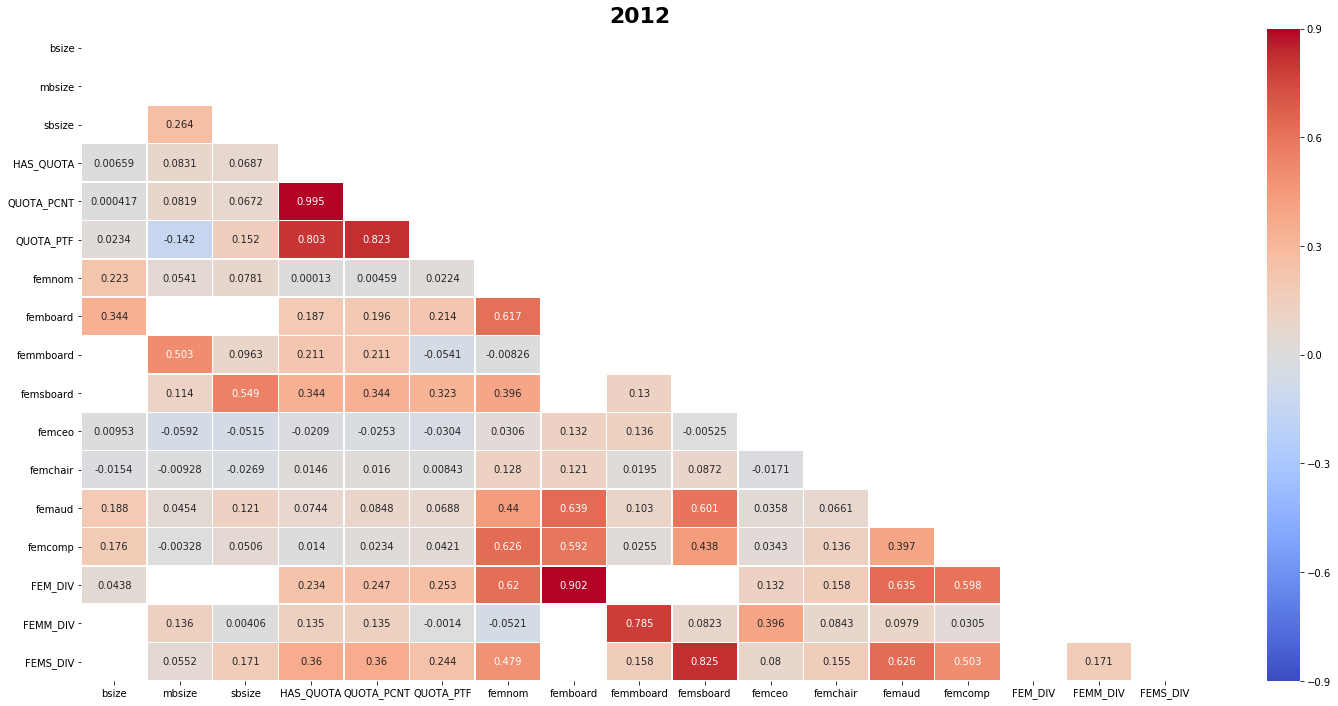 2012
bsize
mbsize
sbsize 0.264
HAS_QUOTA 0.00659 0.0831 0.0687
QUOTA_PCNT 0.000417 0.0819 0.0672 0.995
QUOTA_PTF 0.0234 -0.142 0.152 0.803 0.823
femnom 0.223 0.0541 0.0781 0.00013 0.00459 0.0224
femboard 0.344 0.187 0.196 0.214 0.617
femmboard 0.503 0.0963 0.211 0.211 -0.0541 -0.00826
femsboard 0.114 0.549 0.344 0.344 0.323 0.396 0.13
femceo 0.00953 -0.0592 -0.0515 -0.0209 -0.0253 -0.0304 0.0306 0.132 0.136 -0.00525
femchair -0.0154 -0.00928 -0.0269 0.0146 0.016 0.00843 0.128 0.121 0.0195 0.0872 -0.0171
femaud 0.188 0.0454 0.121 0.0744 0.0848 0.0688 0.44 0.639 0.103 0.601 0.0358 0.0661
femcomp 0.176 -0.00328 0.0506 0.014 0.0234 0.0421 0.626 0.592 0.0255 0.438 0.0343 0.136 0.397
FEM_DIV 0.0438 0.234 0.247 0.253 0.62 0.902 0.132 0.158 0.635 0.598
FEMM_DIV 0.136 0.00406 0.135 0.135 -0.0014 -0.0521 0.785 0.0823 0.396 0.0843 0.0979 0.0305
FEMS_DIV 0.0552 0.171 0.36 0.36 0.244 0.479 0.158 0.825 0.08 0.155 0.626 0.503 0.171
bsize mbsize sbsize HAS_QUOTA QUOTA_PCNT QUOTA_PTF femnom femboard femmboard femsboard femceo femchair femaud femcomp FEM_DIV FEMM_DIV FEMS_DIV
0.9
0.6
0.3
0.0
−0.3
−0.6
−0.9